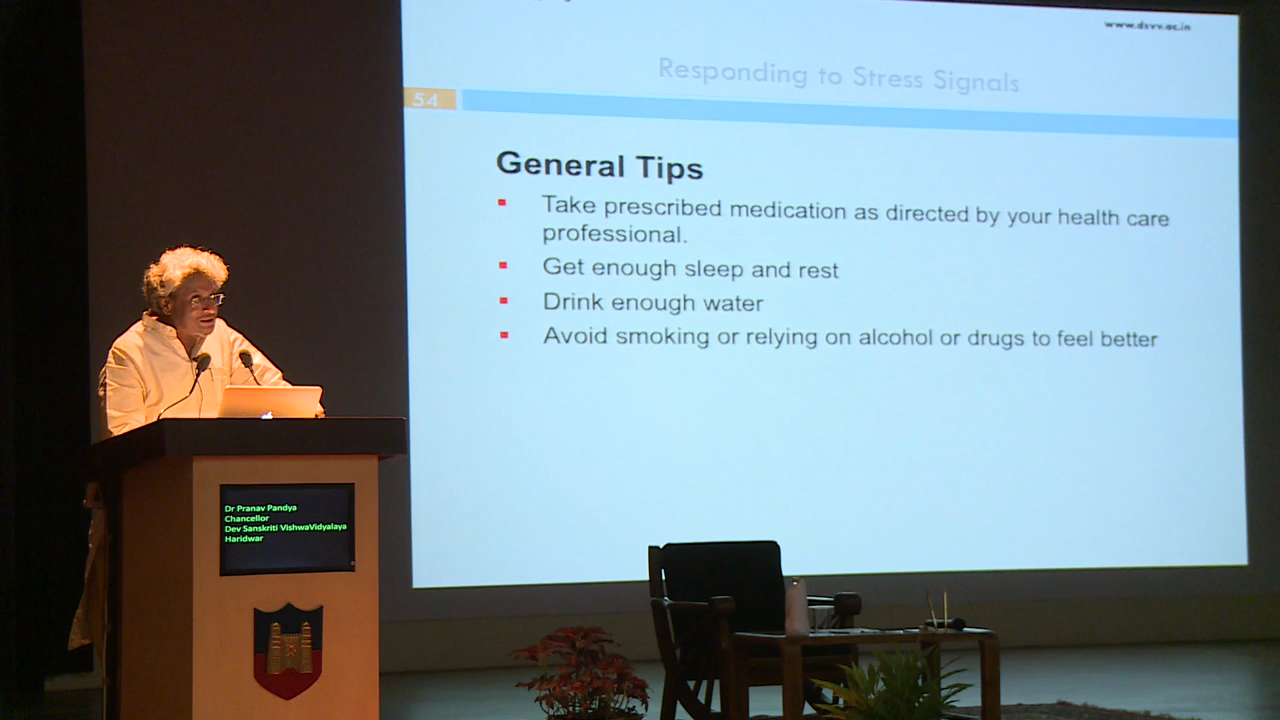 www.dsvv.ac.in
Responding to Stress Signals
54
General Tips
Take prescribed medication as directed by your health care
professional.
Get enough sleep and rest
Drink enough water
Avoid smoking or relying on alcohol or drugs to feel better
Dr Pranav Pandya
Chancellor
Dev Sanskriti VishwaVidyalaya
Haridwar